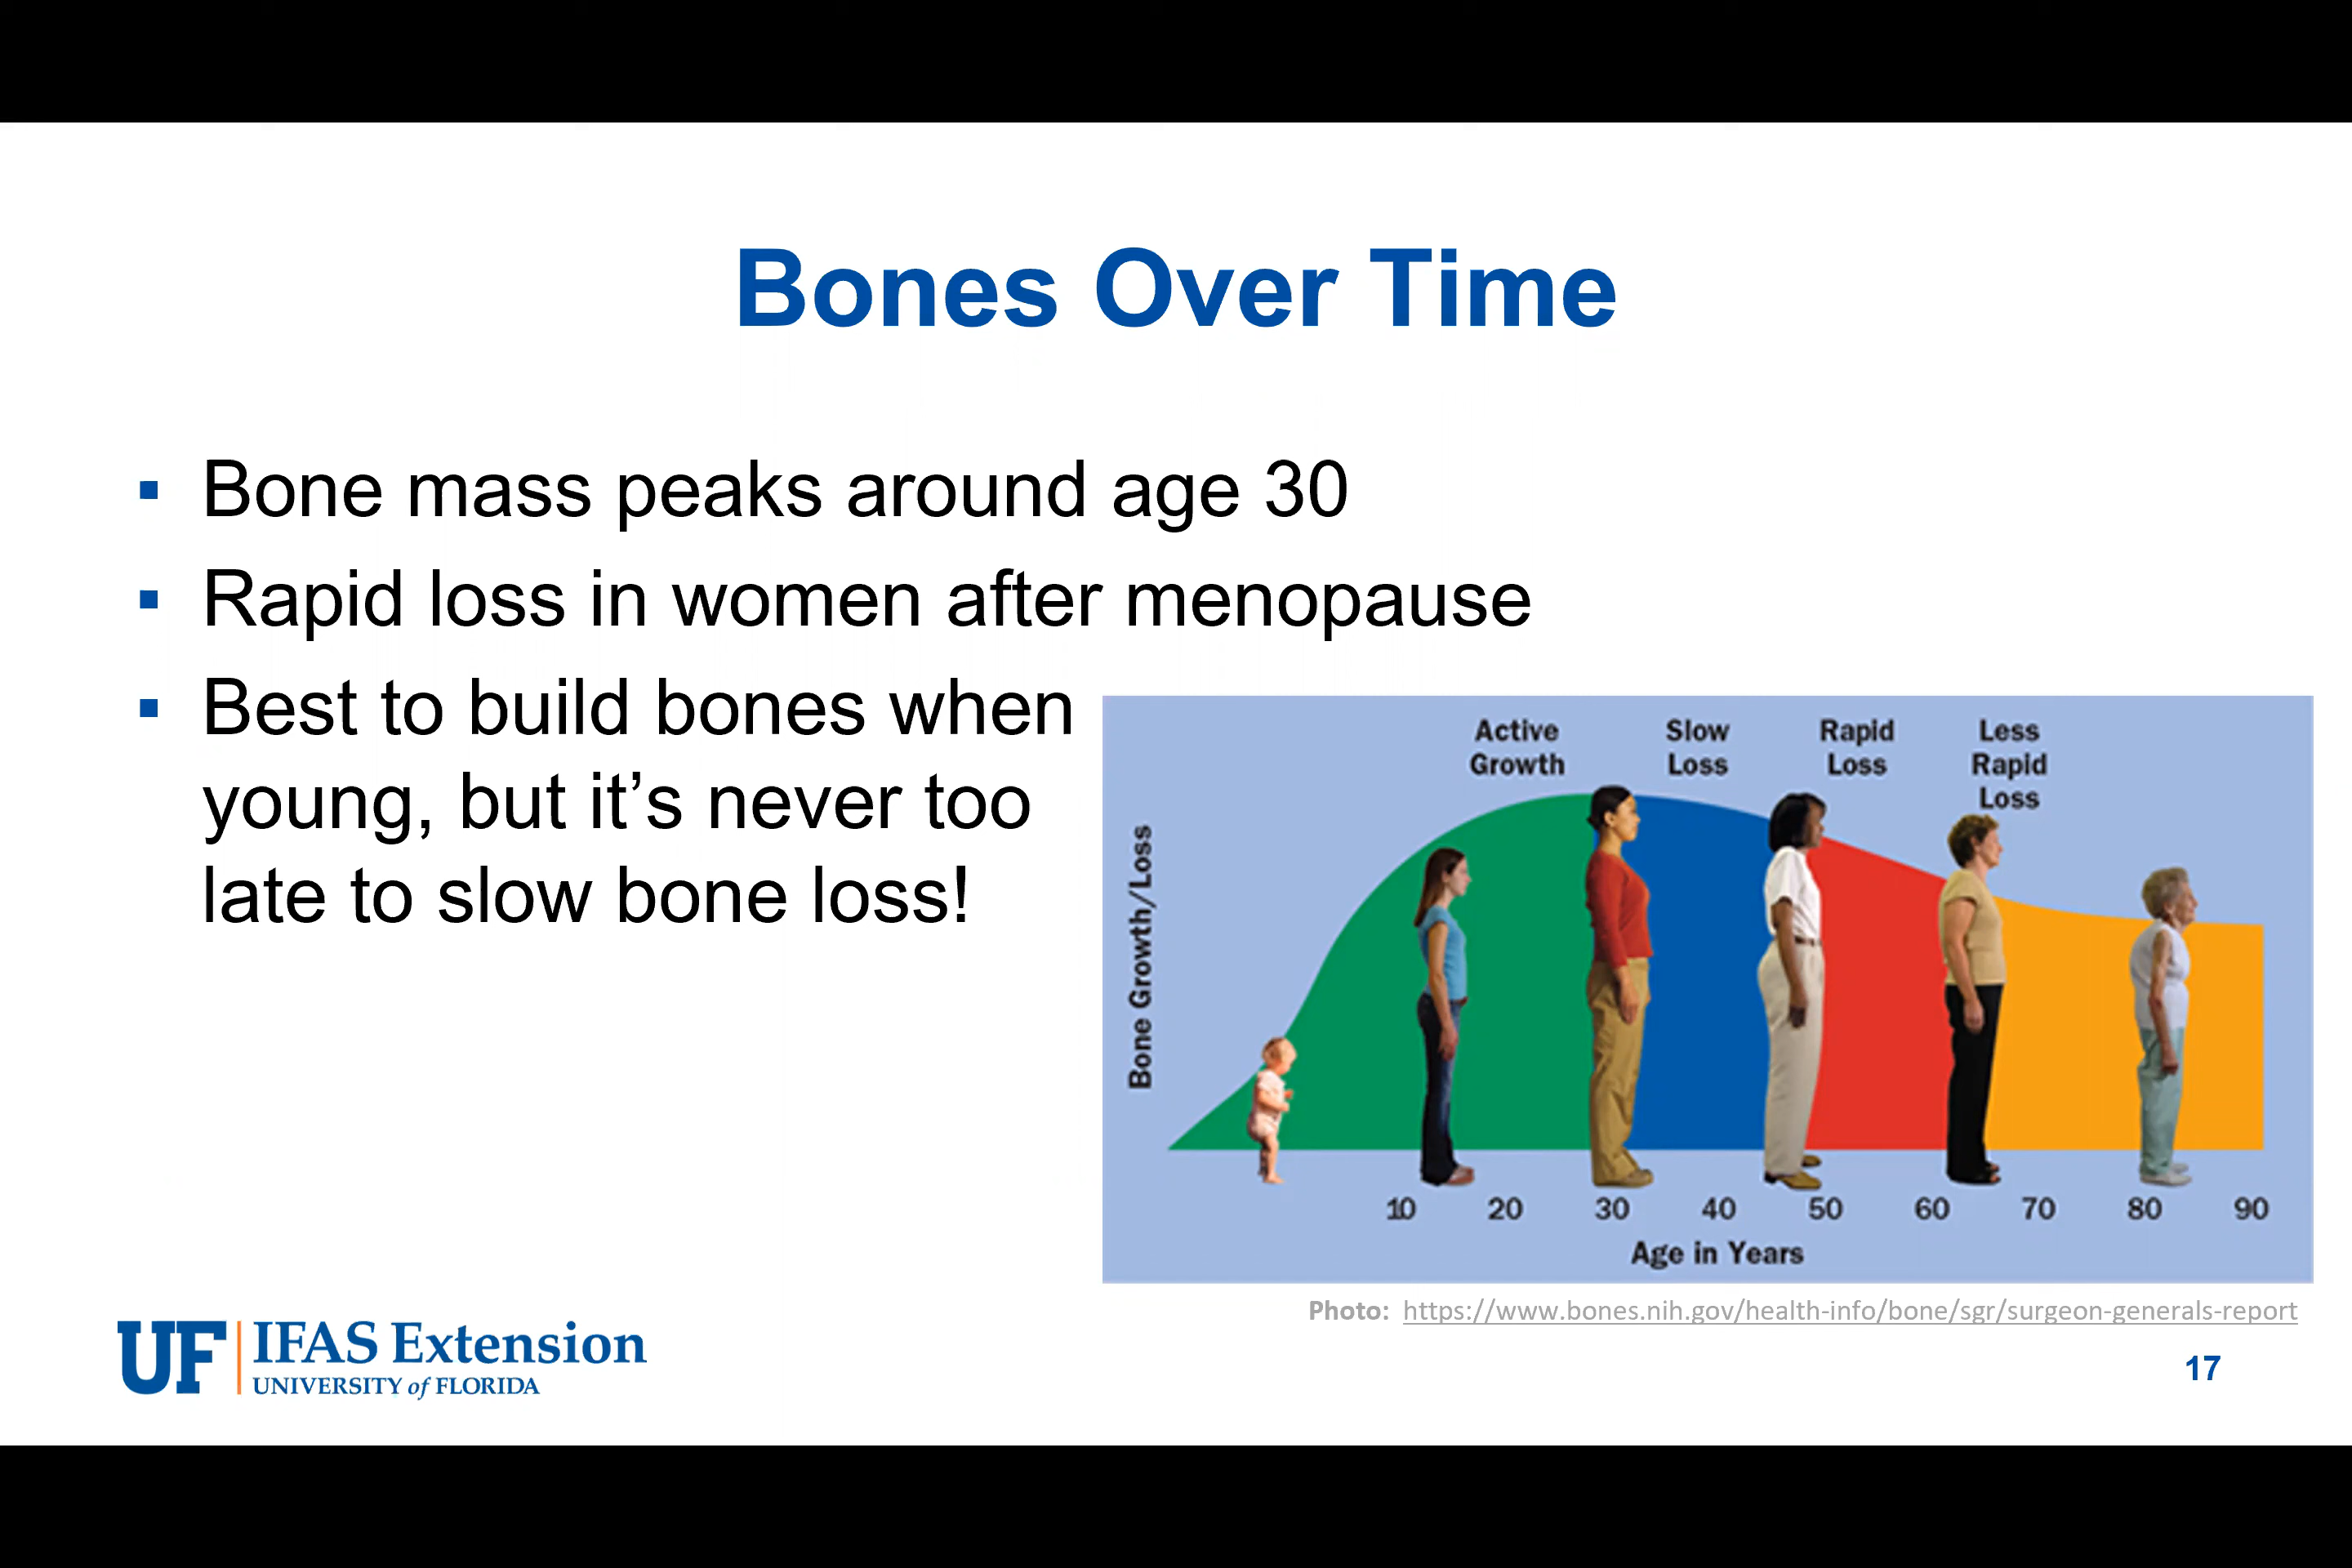 Bones Over Time
▪ Bone mass peaks around age 30
▪ Rapid loss in women after menopause
▪ Best to build bones when
young, but it’s never too
late to slow bone loss!
Active
Growth
Slow
Loss
Rapid
Loss
Less
Rapid
Loss
Bone Growth/Loss
10 20 30 40 50 60 70 80 90
Age in Years
Photo: https://www.bones.nih.gov/health-info/bone/sgr/surgeon-generals-report
UF IFAS Extension
UNIVERSITY of FLORIDA
17